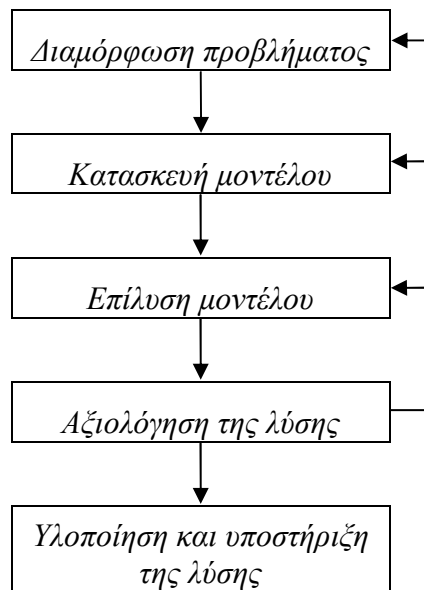 Διαμόρφωση προβλήματος
Κατασκευή μοντέλου
Επίλυση μοντέλου
Αξιολόγηση της λύσης
Υλοποίηση και υποστήριξη
της λύσης